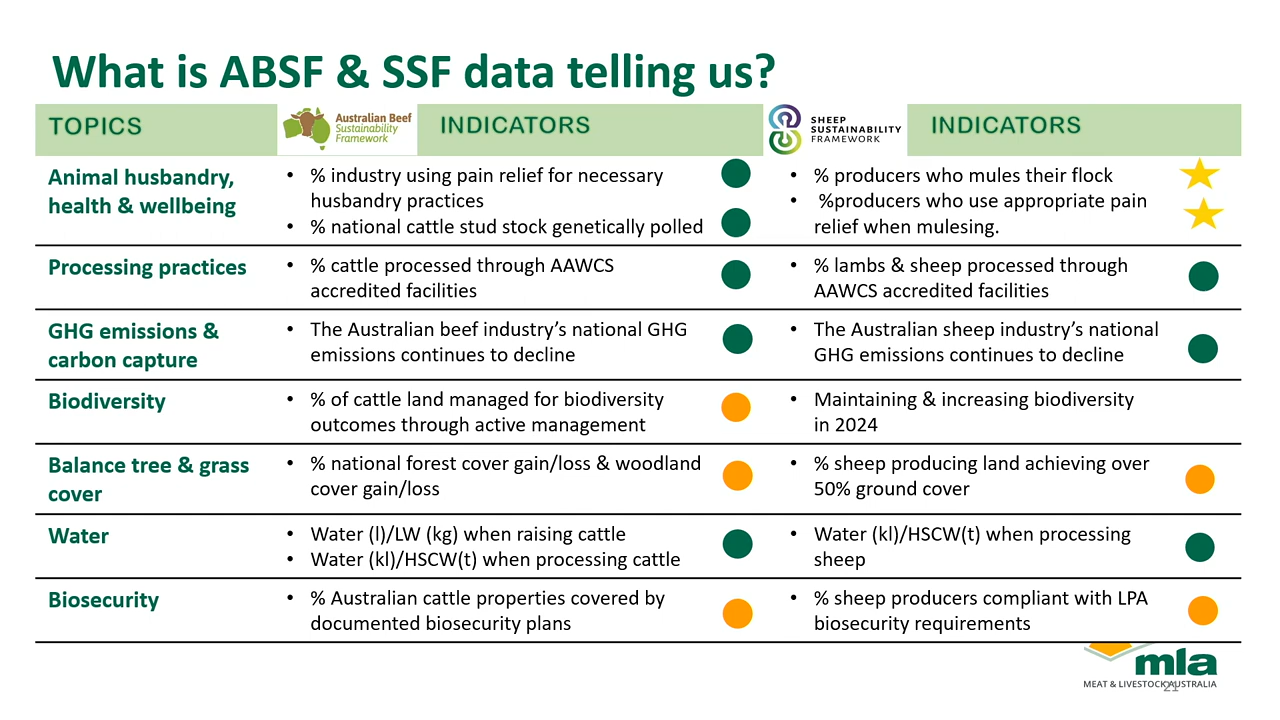 What is ABSF & SSF data telling us?
TOPICS
Australian Beef
Sustainability
Framework
INDICATORS
SHEEP
SUSTAINABILITY
FRAMEWORK
INDICATORS
Animal husbandry,
health & wellbeing
• % industry using pain relief for necessary
husbandry practices
• % national cattle stud stock genetically polled
• % producers who mules their flock
• %producers who use appropriate pain
relief when mulesing.
Processing practices
• % cattle processed through AAWCS
accredited facilities
• % lambs & sheep processed through
AAWCS accredited facilities
GHG emissions &
carbon capture
• The Australian beef industry’s national GHG
emissions continues to decline
• The Australian sheep industry’s national
GHG emissions continues to decline
Biodiversity
• % of cattle land managed for biodiversity
outcomes through active management
• Maintaining & increasing biodiversity
in 2024
Balance tree & grass
cover
• % national forest cover gain/loss & woodland
cover gain/loss
• % sheep producing land achieving over
50% ground cover
Water
• Water (l)/LW (kg) when raising cattle
• Water (kl)/HSCW(t) when processing cattle
• Water (kl)/HSCW(t) when processing
sheep
Biosecurity
• % Australian cattle properties covered by
documented biosecurity plans
• % sheep producers compliant with LPA
biosecurity requirements
mla
MEAT & LIVESTOCK AUSTRALIA
21